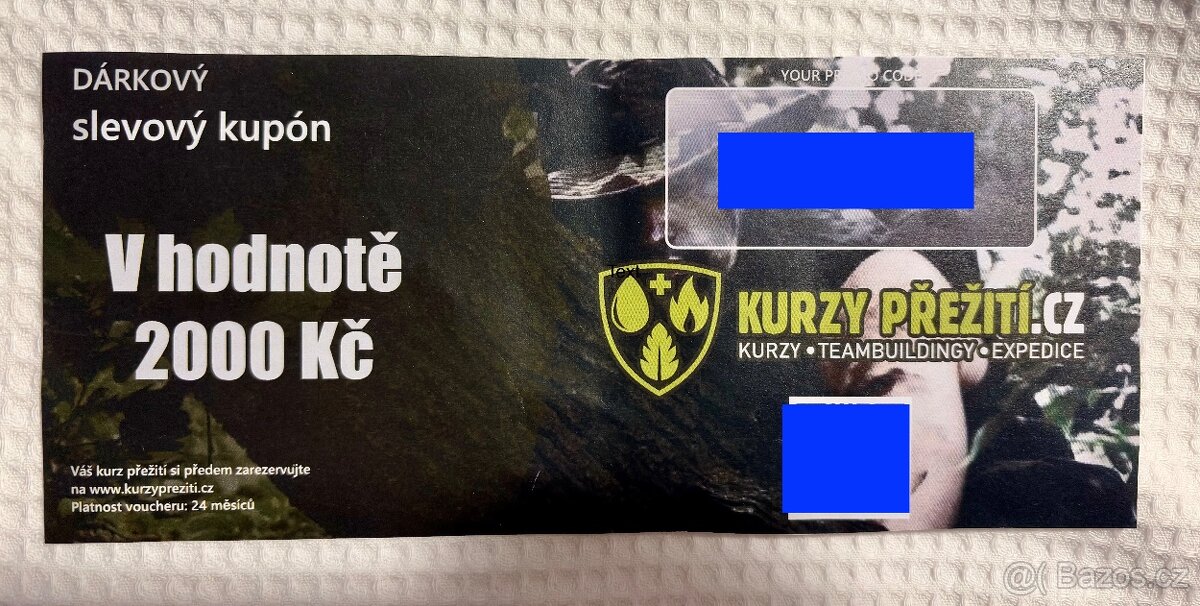 DÁRKOVÝ
slevový kupón
V hodnotě
2000 Kč
Váš kurz přežití si předem zarezervujte
na www.kurzypreziti.cz
Platnost voucheru: 24 měsíců
YOUR PROMO CODE
Text
KURZY PŘEŽITÍ.CZ
KURZY • TEAMBUILDINGY • EXPEDICE
@( Bazos.cz